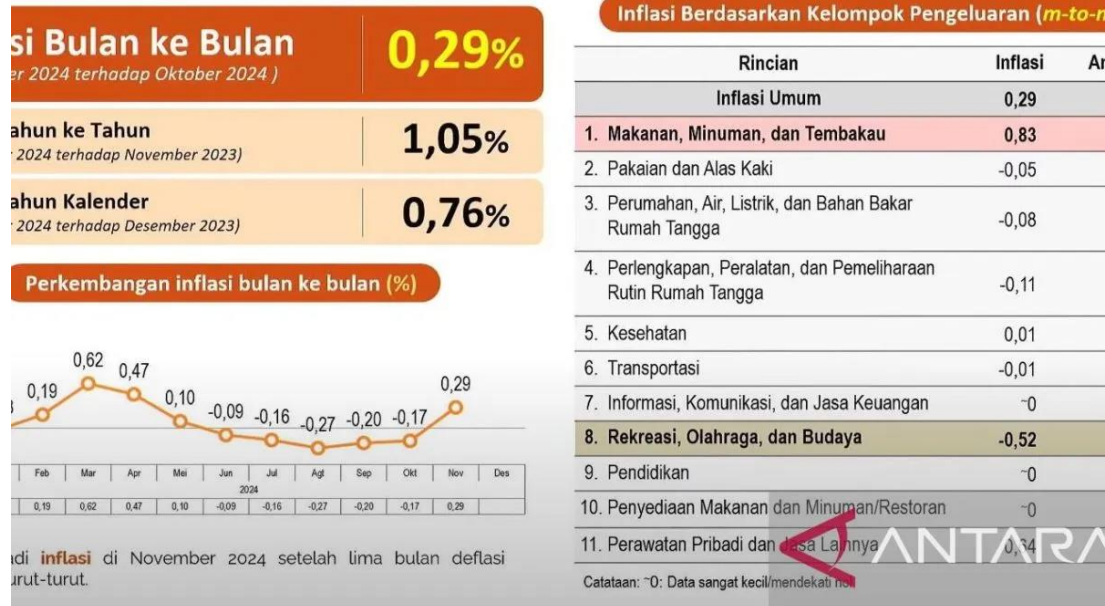 si Bulan ke Bulan
er 2024 terhadap Oktober 2024 )
0,29%
ahun ke Tahun
2024 terhadap November 2023)
1,05%
ahun Kalender
2024 terhadap Desember 2023)
0,76%
Perkembangan inflasi bulan ke bulan (%)
0,19 0,62 0,47 0,10 -0,09 -0,16 -0,27 -0,20 -0,17 0,29
Feb Mar Apr Mei Jun Jul Agt Sep Okt Nov Des
2024
0,19 0,62 0,47 0,10 -0,09 -0,16 -0,27 -0,20 -0,17 0,29
di inflasi di November 2024 setelah lima bulan deflasi
urut-turut.
Inflasi Berdasarkan Kelompok Pengeluaran (m-to-m
Rincian Inflasi An
Inflasi Umum 0,29
1. Makanan, Minuman, dan Tembakau 0,83
2. Pakaian dan Alas Kaki -0,05
3. Perumahan, Air, Listrik, dan Bahan Bakar
Rumah Tangga -0,08
4. Perlengkapan, Peralatan, dan Pemeliharaan
Rutin Rumah Tangga -0,11
5. Kesehatan 0,01
6. Transportasi -0,01
7. Informasi, Komunikasi, dan Jasa Keuangan ~0
8. Rekreasi, Olahraga, dan Budaya -0,52
9. Pendidikan ~0
10. Penyediaan Makanan dan Minuman/Restoran ~0
11. Perawatan Pribadi dan Jasa Lainnya 0,64
Catataan: ~0: Data sangat kecil/mendekati nol
ANTARA